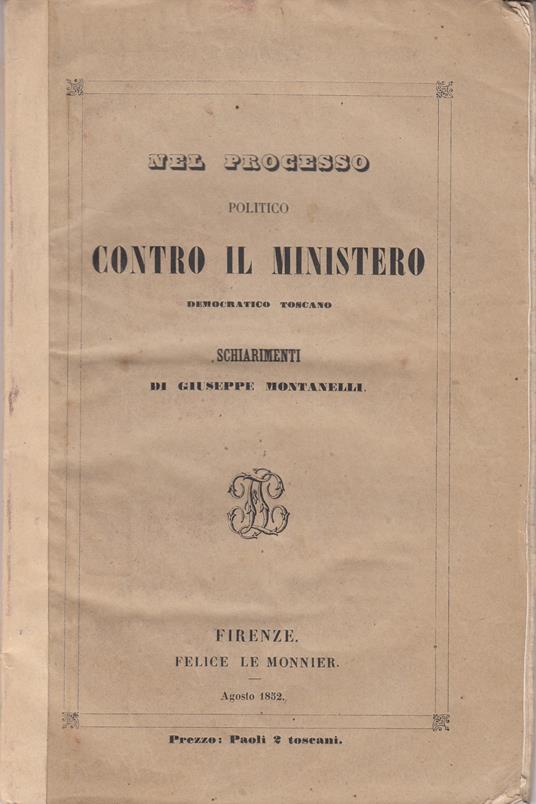 NEL PROCESSO
POLITICO
CONTRO IL MINISTERO
DEMOCRATICO TOSCANO
SCHIARIMENTI
DI GIUSEPPE MONTANELLI.
FIRENZE.
FELICE LE MONNIER.
Agosto 1852.
Prezzo: Paoli 2 toscani.